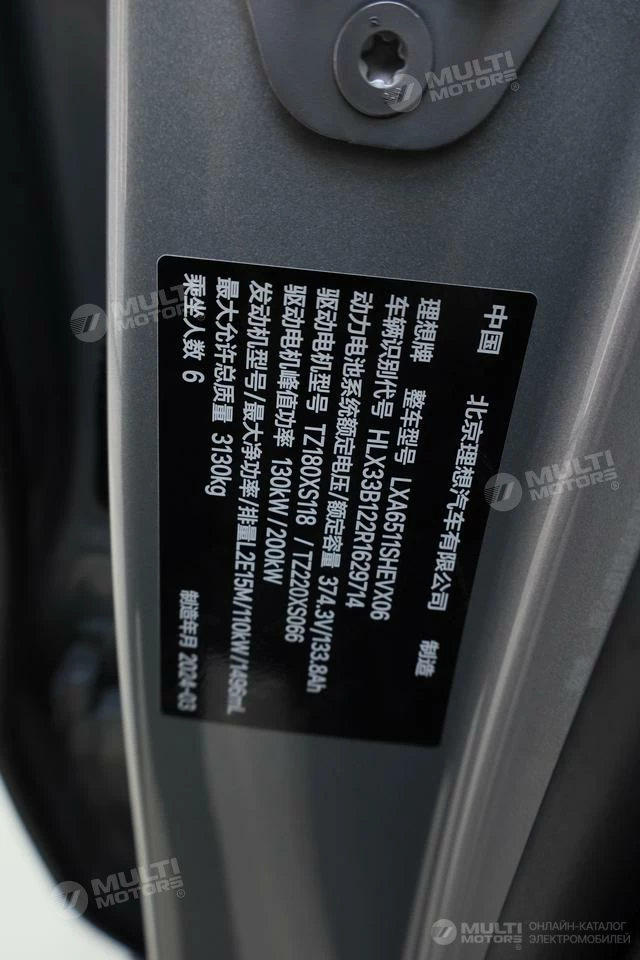 中国 北京理想汽车有限公司 制造
理想牌 整车型号 LXA6511SHEVX06
车辆识别代号 HLX33B122R1629714
动力电池系统额定电压/额定容量 374.3V/133.8Ah
驱动电机型号 TZ180XS118 /TZ220XS066
驱动电机峰值功率 130kW/200kW
发动机型号/最大净功率/排量 L2E15M/110kW/1496mL
最大允许总质量 3130kg
乘坐人数 6 制造年月 2024-03
MULTI
MOTORS
MULTI
MOTORS
MULTI
MOTORS
MULTI
MOTORS
MULTI
MOTORS
ОНЛАЙН-КАТАЛОГ
ЭЛЕКТРОМОБИЛЕЙ